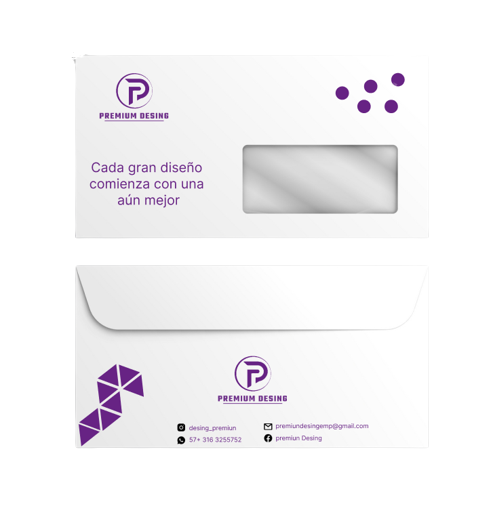 PREMIUM DESING
Cada gran diseño
comienza con una
aún mejor
PREMIUM DESING
desing_premiun
premiundesingemp@gmail.com
57+ 316 3255752
premiun Desing